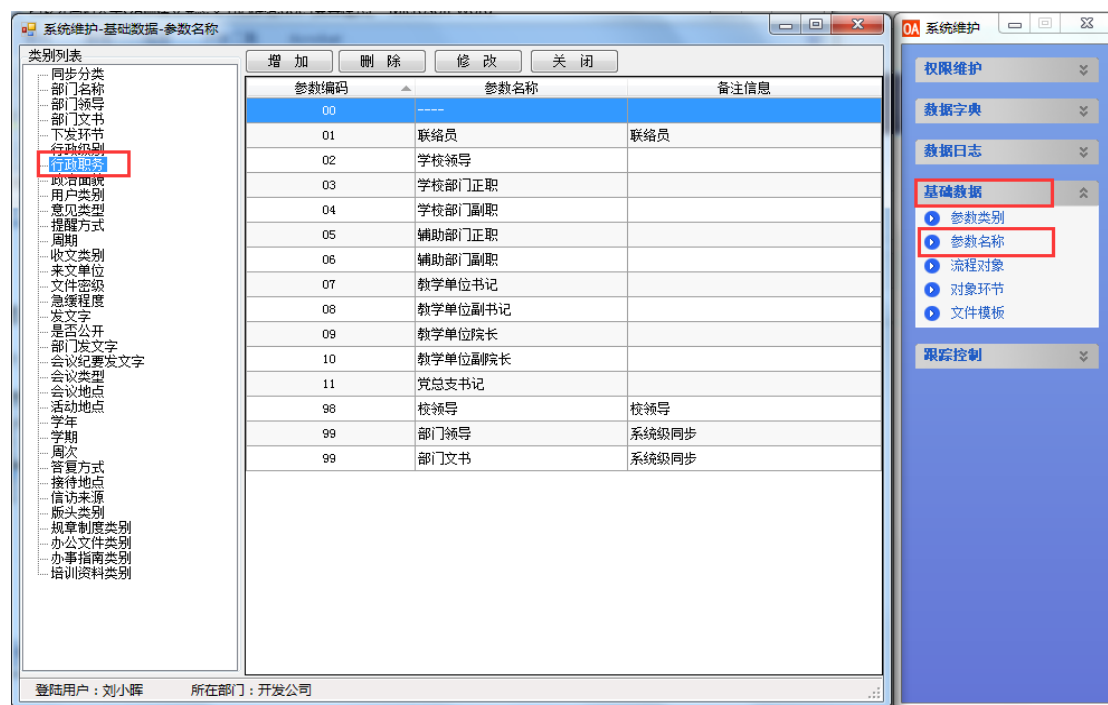 系统维护-基础数据-参数名称
类别列表
同步分类
部门名称
部门领导
部门文书
下发环节
行政级别
行政职务
政治面貌
用户类别
意见类型
提醒方式
周期
收文类别
来文单位
文件密级
急缓程度
发文字
是否公开
部门发文字
会议纪要发文字
会议类型
会议地点
活动地点
学年
学期
周次
答复方式
接待地点
信访来源
版头类别
规章制度类别
办公文件类别
办事指南类别
培训资料类别
增 加 删 除 修 改 关 闭
参数编码 参数名称 备注信息
00 ----
01 联络员 联络员
02 学校领导
03 学校部门正职
04 学校部门副职
05 辅助部门正职
06 辅助部门副职
07 教学单位书记
08 教学单位副书记
09 教学单位院长
10 教学单位副院长
11 党总支书记
98 校领导 校领导
99 部门领导 系统级同步
99 部门文书 系统级同步
登陆用户：刘小晖 所在部门：开发公司
OA 系统维护
权限维护
数据字典
数据日志
基础数据
参数类别
参数名称
流程对象
对象环节
文件模板
跟踪控制